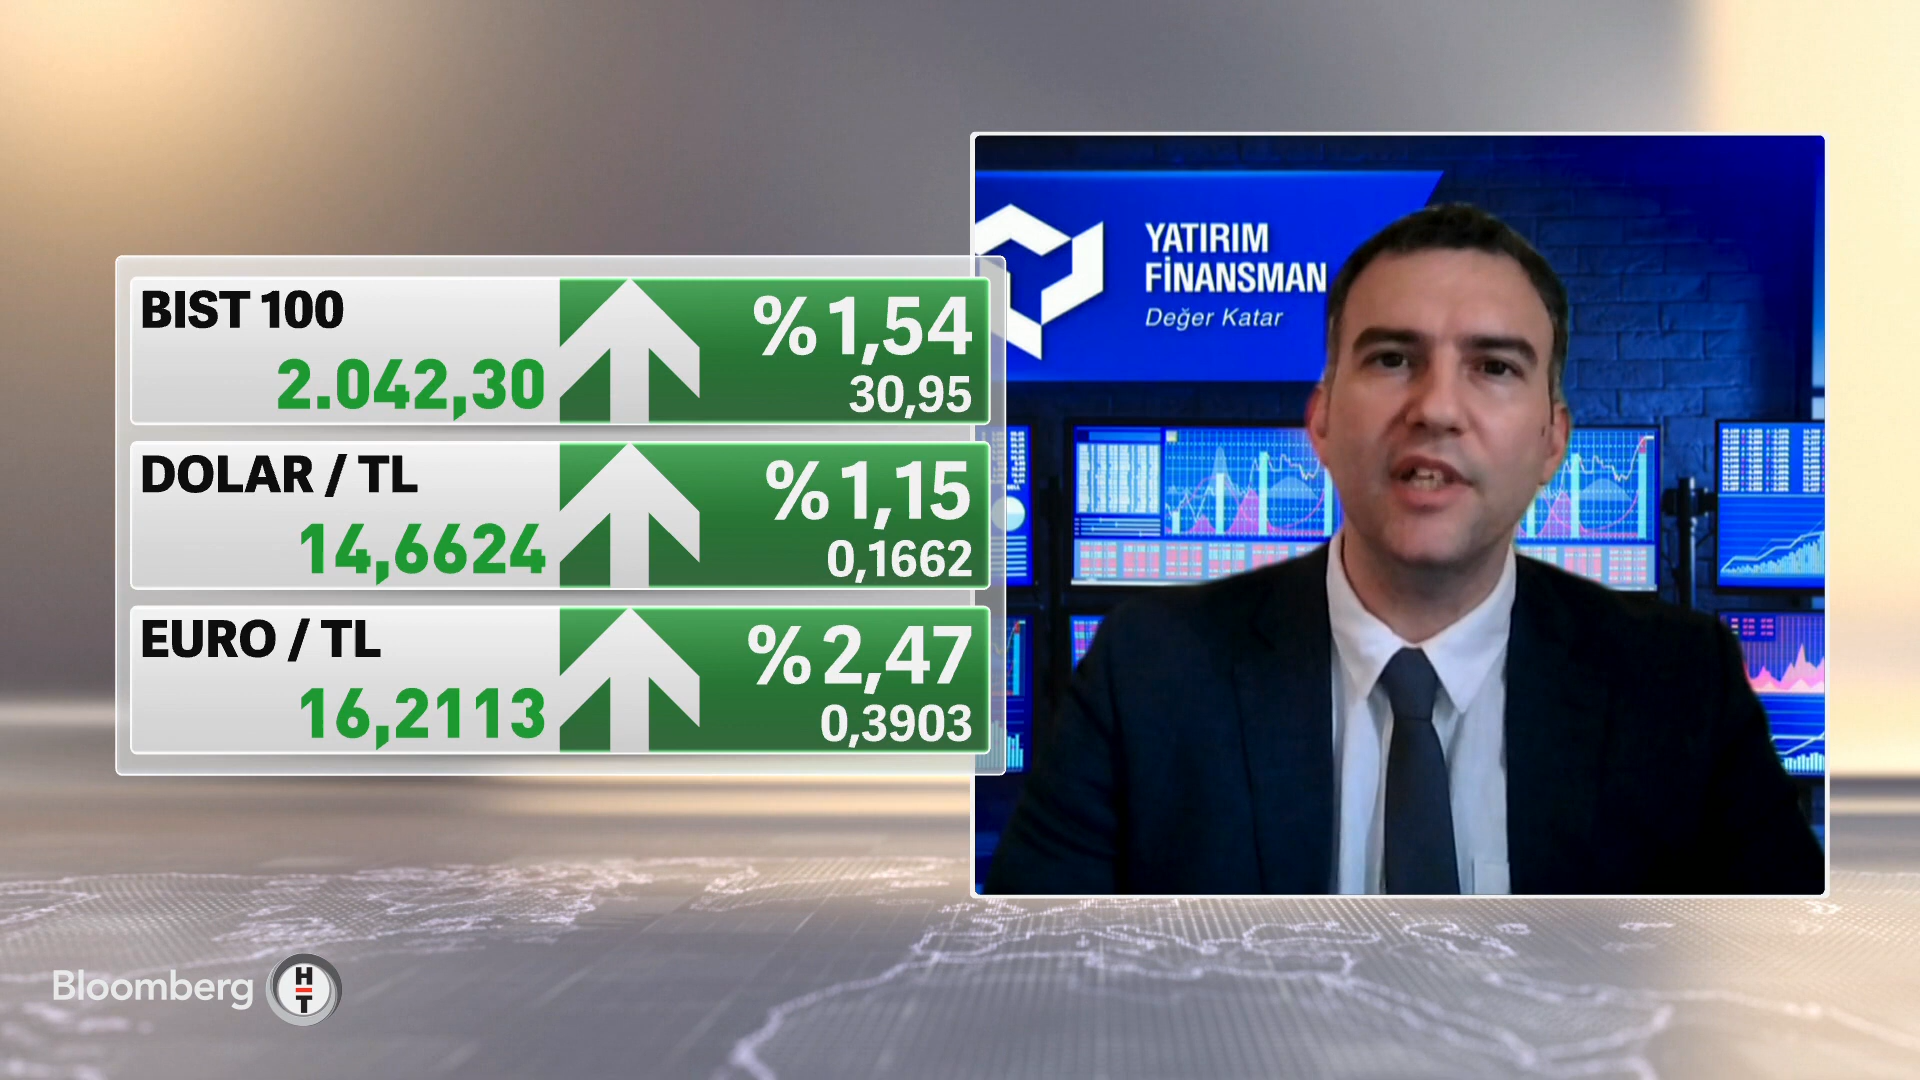 BIST 100
2.042,30
%1,54
30,95
DOLAR / TL
14,6624
%1,15
0,1662
EURO / TL
16,2113
%2,47
0,3903
YATIRIM
FİNANSMAN
Değer Katar
Bloomberg HT